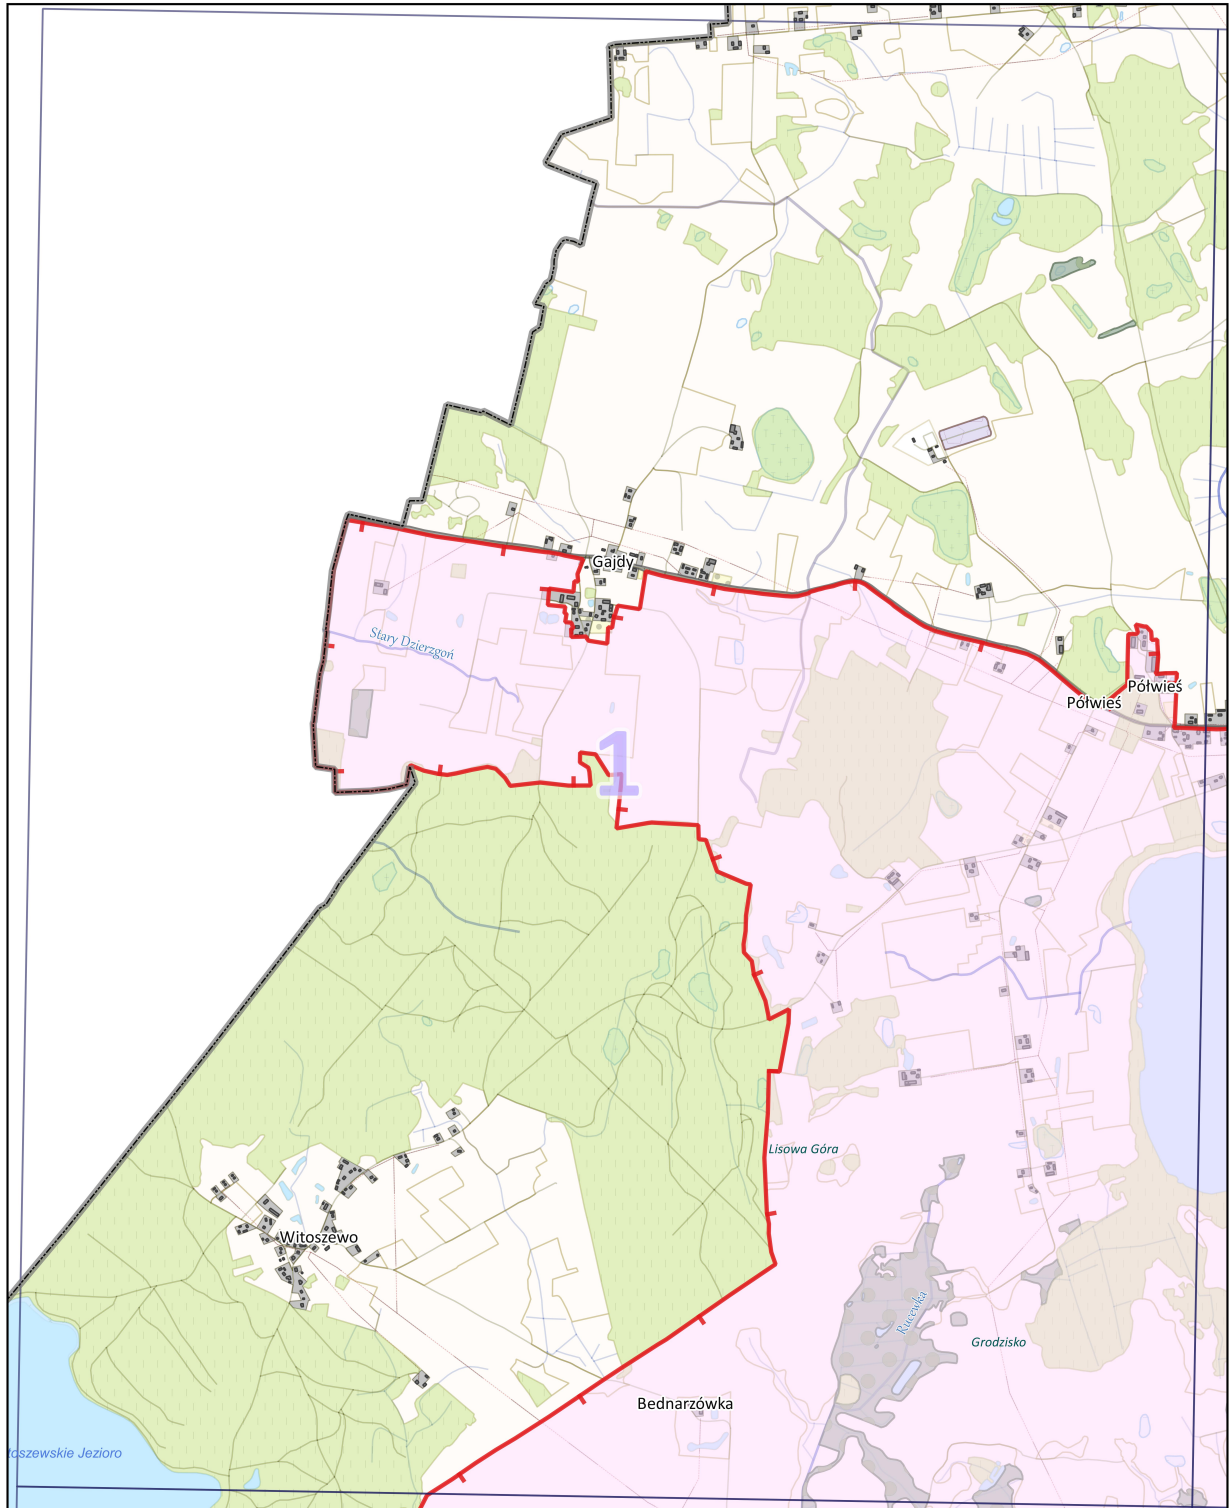 Gajdy
Stary Dzierzgoń
Półwieś
Półwieś
1
Lisowa Góra
Witoszewo
Rucewka
Grodzisko
Bednarzówka
toszewskie Jezioro